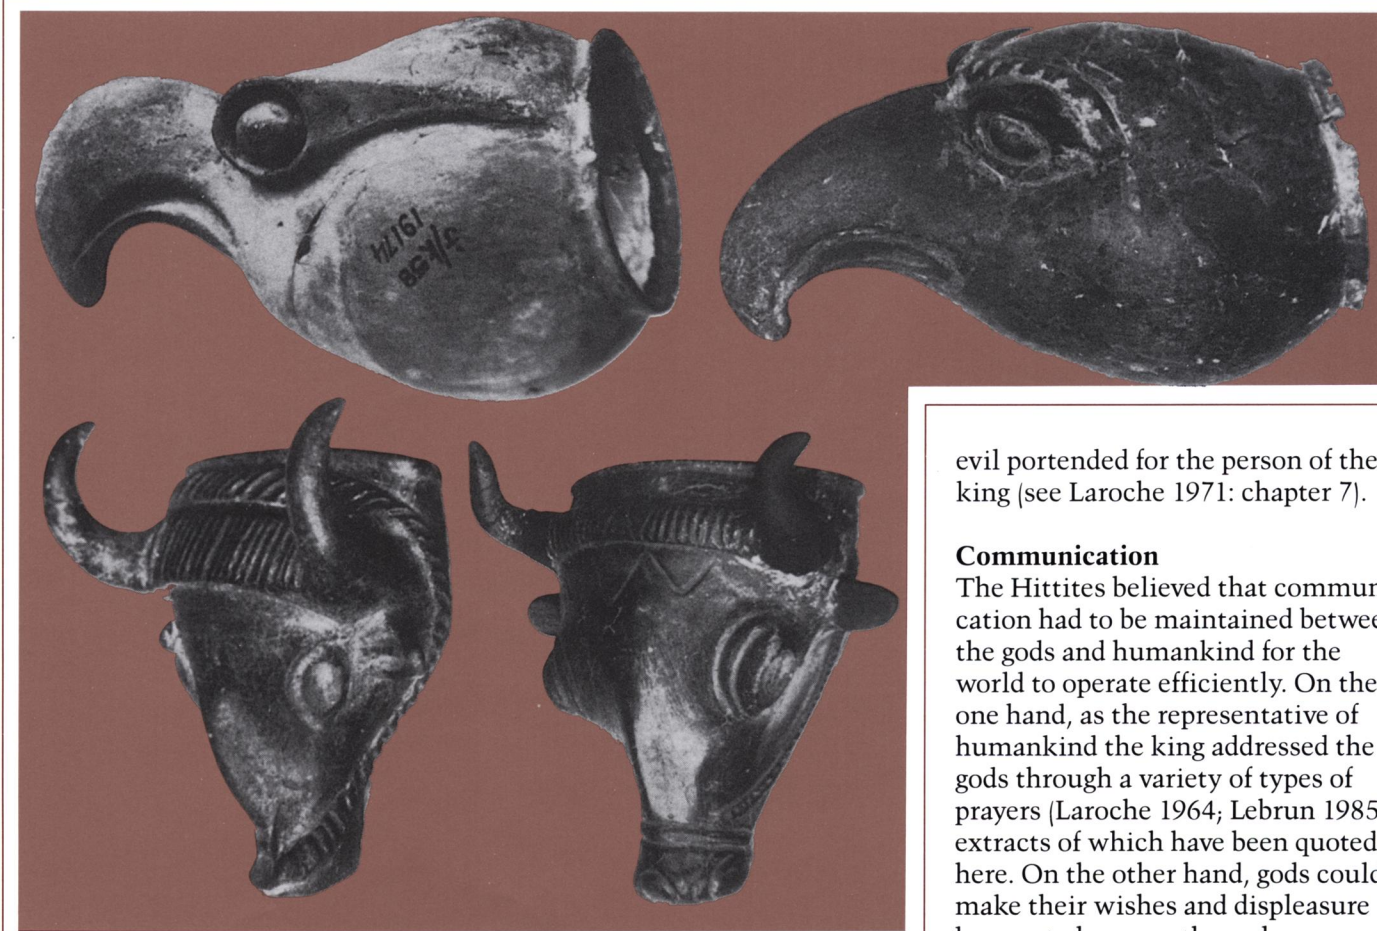 19174
f/k 58
evil portended for the person of the
king (see Laroche 1971: chapter 7).
Communication
The Hittites believed that commun
cation had to be maintained betwee
the gods and humankind for the
world to operate efficiently. On the
one hand, as the representative of
humankind the king addressed the
gods through a variety of types of
prayers (Laroche 1964; Lebrun 1985
extracts of which have been quoted
here. On the other hand, gods could
make their wishes and displeasure